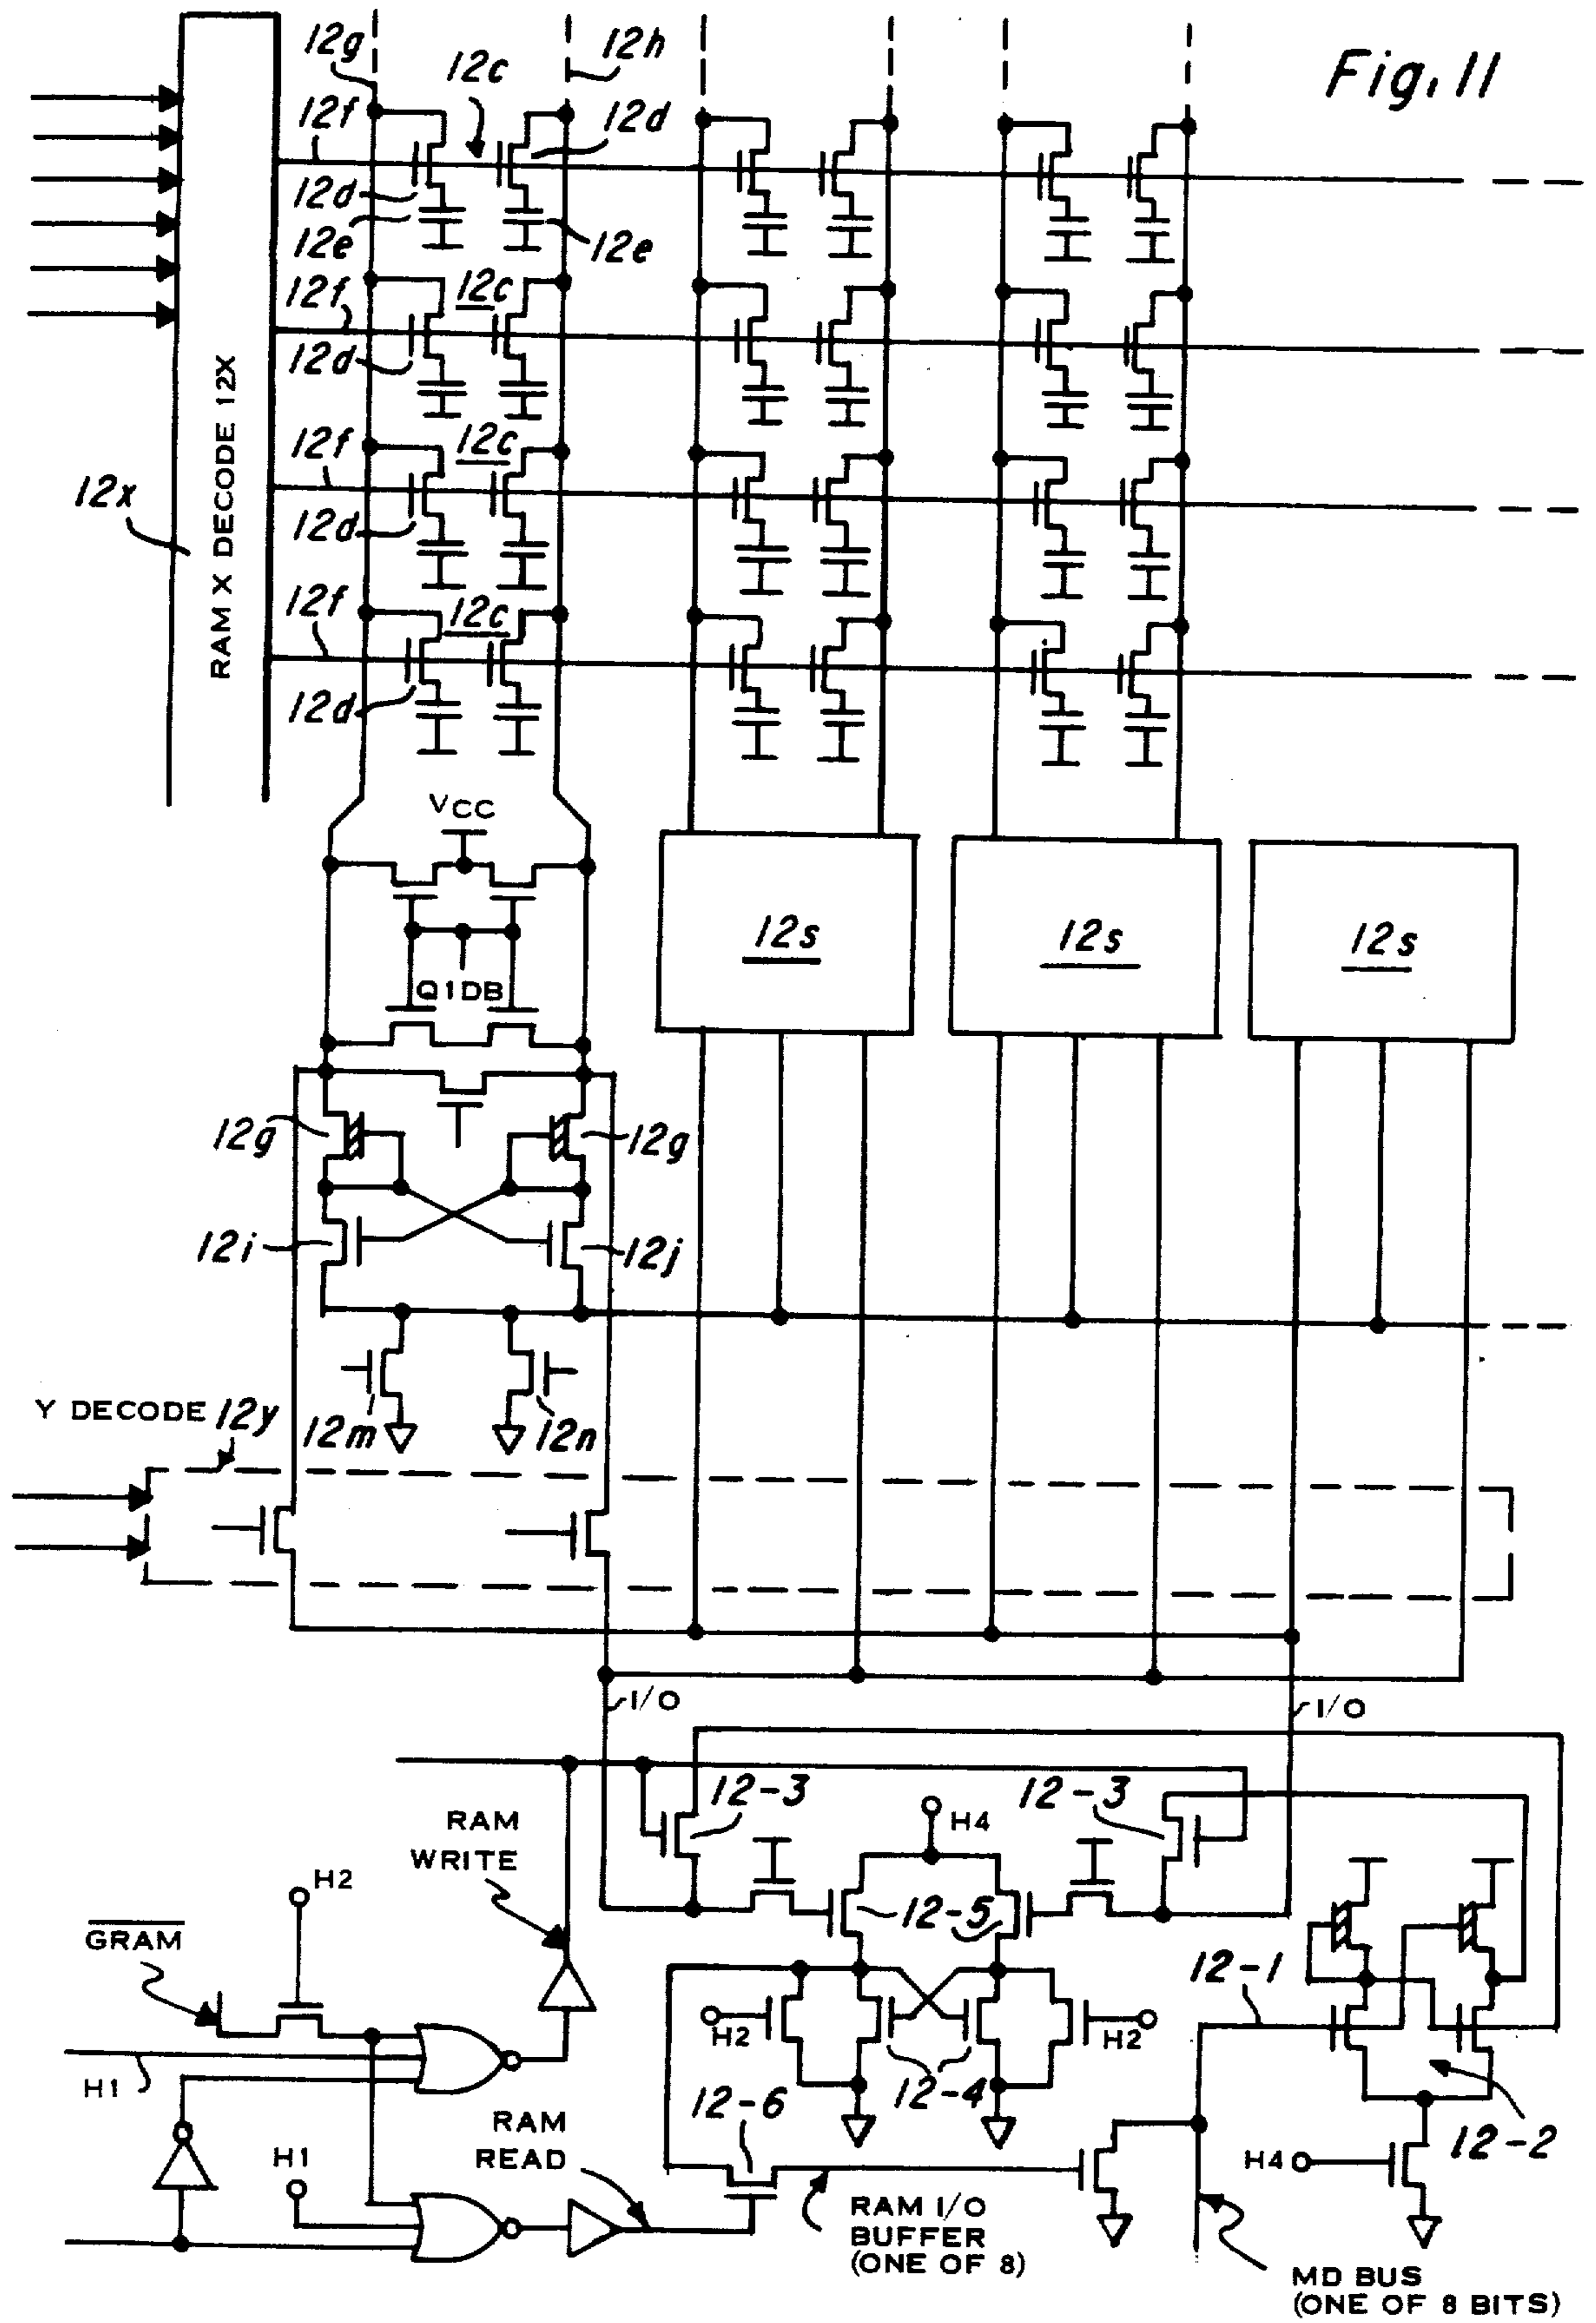 Fig. 11
12g
12h
12c
12f
12d
12d
12e
12e
12f
12c
12d
12f
12c
12d
12x
RAM X DECODE 12X
12f
12c
12d
VCC
Q1DB
12s
12s
12s
12g
12g
12i
12j
12m
12n
Y DECODE 12y
I/O
I/O
12-3
12-3
H4
RAM
WRITE
H2
GRAM
12-5
12-1
H2
H2
H1
12-4
12-6
12-2
RAM
READ
H1
H4
RAM I/O
BUFFER
(ONE OF 8)
MD BUS
(ONE OF 8 BITS)